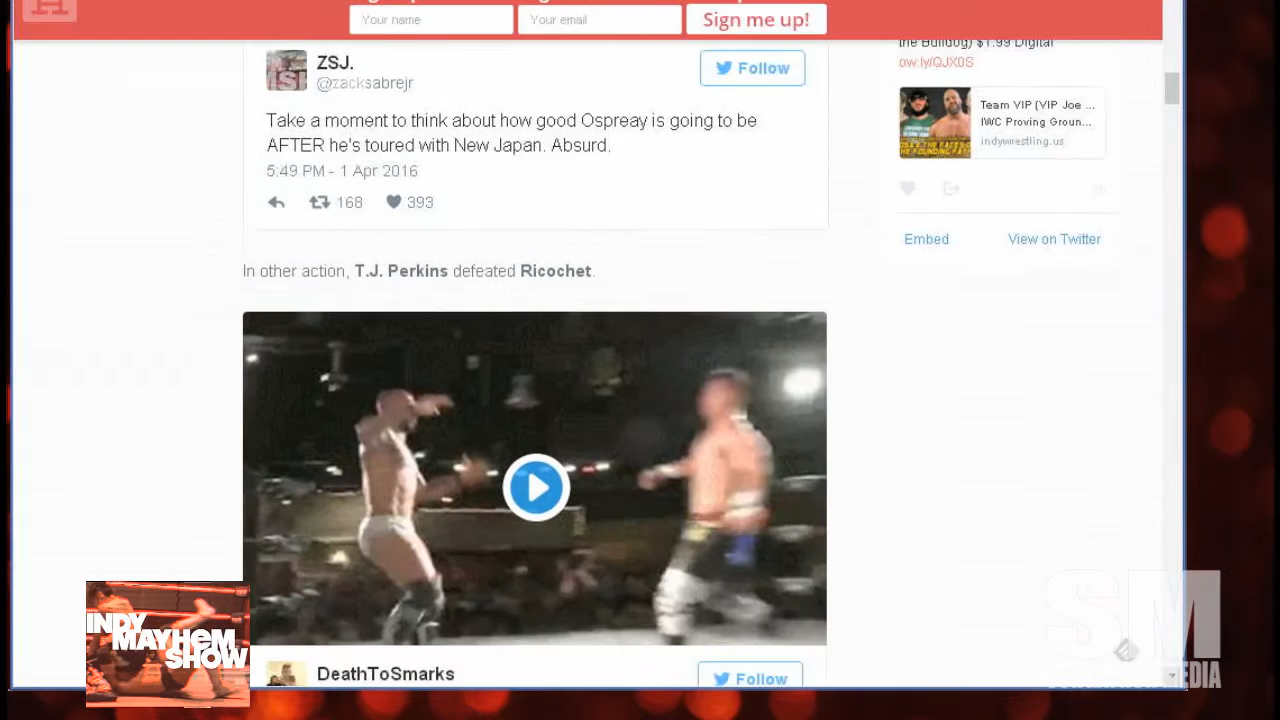 Your name
Your email
Sign me up!
ZSJ.
@zacksabrejr
Follow
Take a moment to think about how good Ospreay is going to be
AFTER he's toured with New Japan. Absurd.
5:49 PM - 1 Apr 2016
168
393
the Bulldog) $1.99 Digital
ow.ly/QJX0S
Team VIP (VIP Joe ...
IWC Proving Groun...
indywrestling.us
Embed
View on Twitter
In other action, T.J. Perkins defeated Ricochet.
DeathToSmarks
Follow
INDY
MAYHEM
SHOW
SM
MEDIA